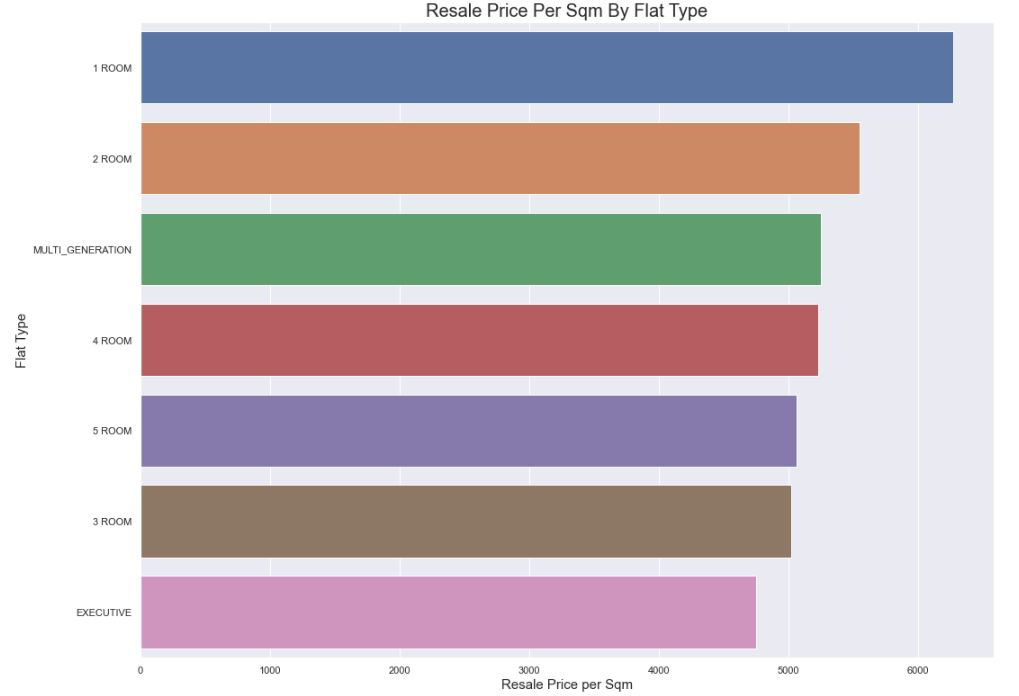 Resale Price Per Sqm By Flat Type
1 ROOM
2 ROOM
MULTI_GENERATION
4 ROOM
5 ROOM
3 ROOM
EXECUTIVE
Flat Type
0 1000 2000 3000 4000 5000 6000
Resale Price per Sqm